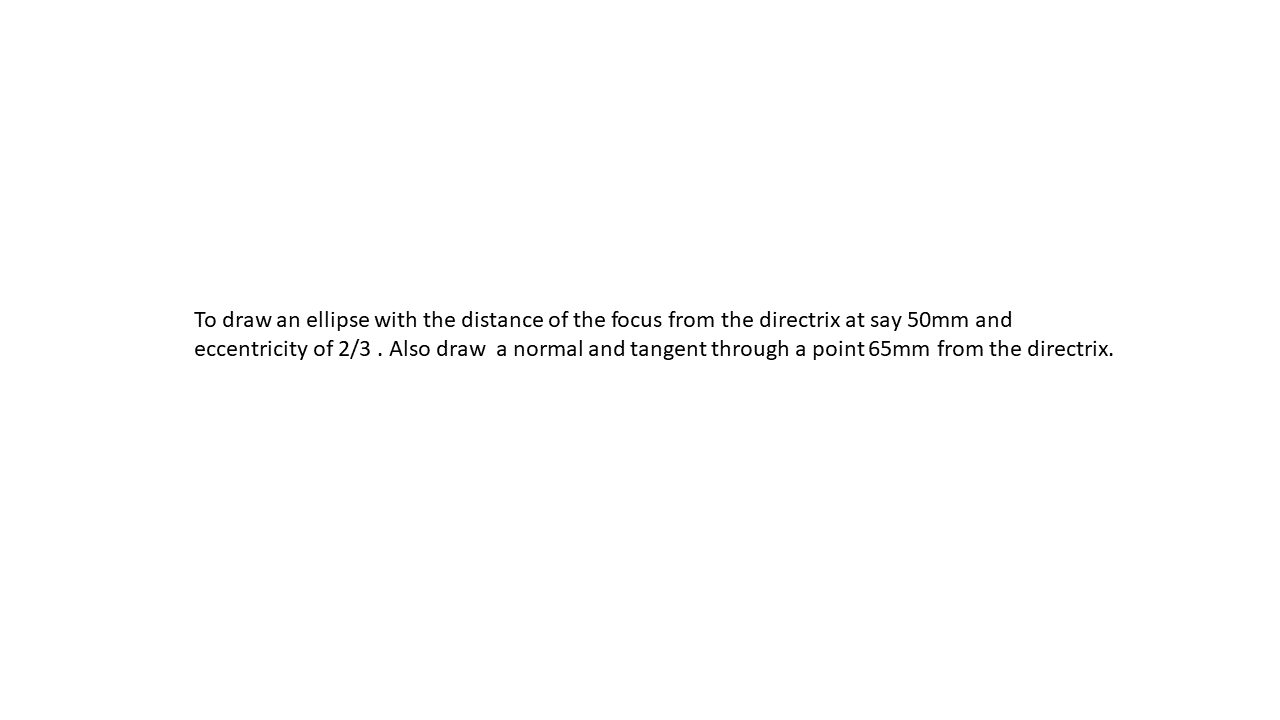 To draw an ellipse with the distance of the focus from the directrix at say 50mm and
eccentricity of 2/3 . Also draw  a normal and tangent through a point 65mm from the directrix.